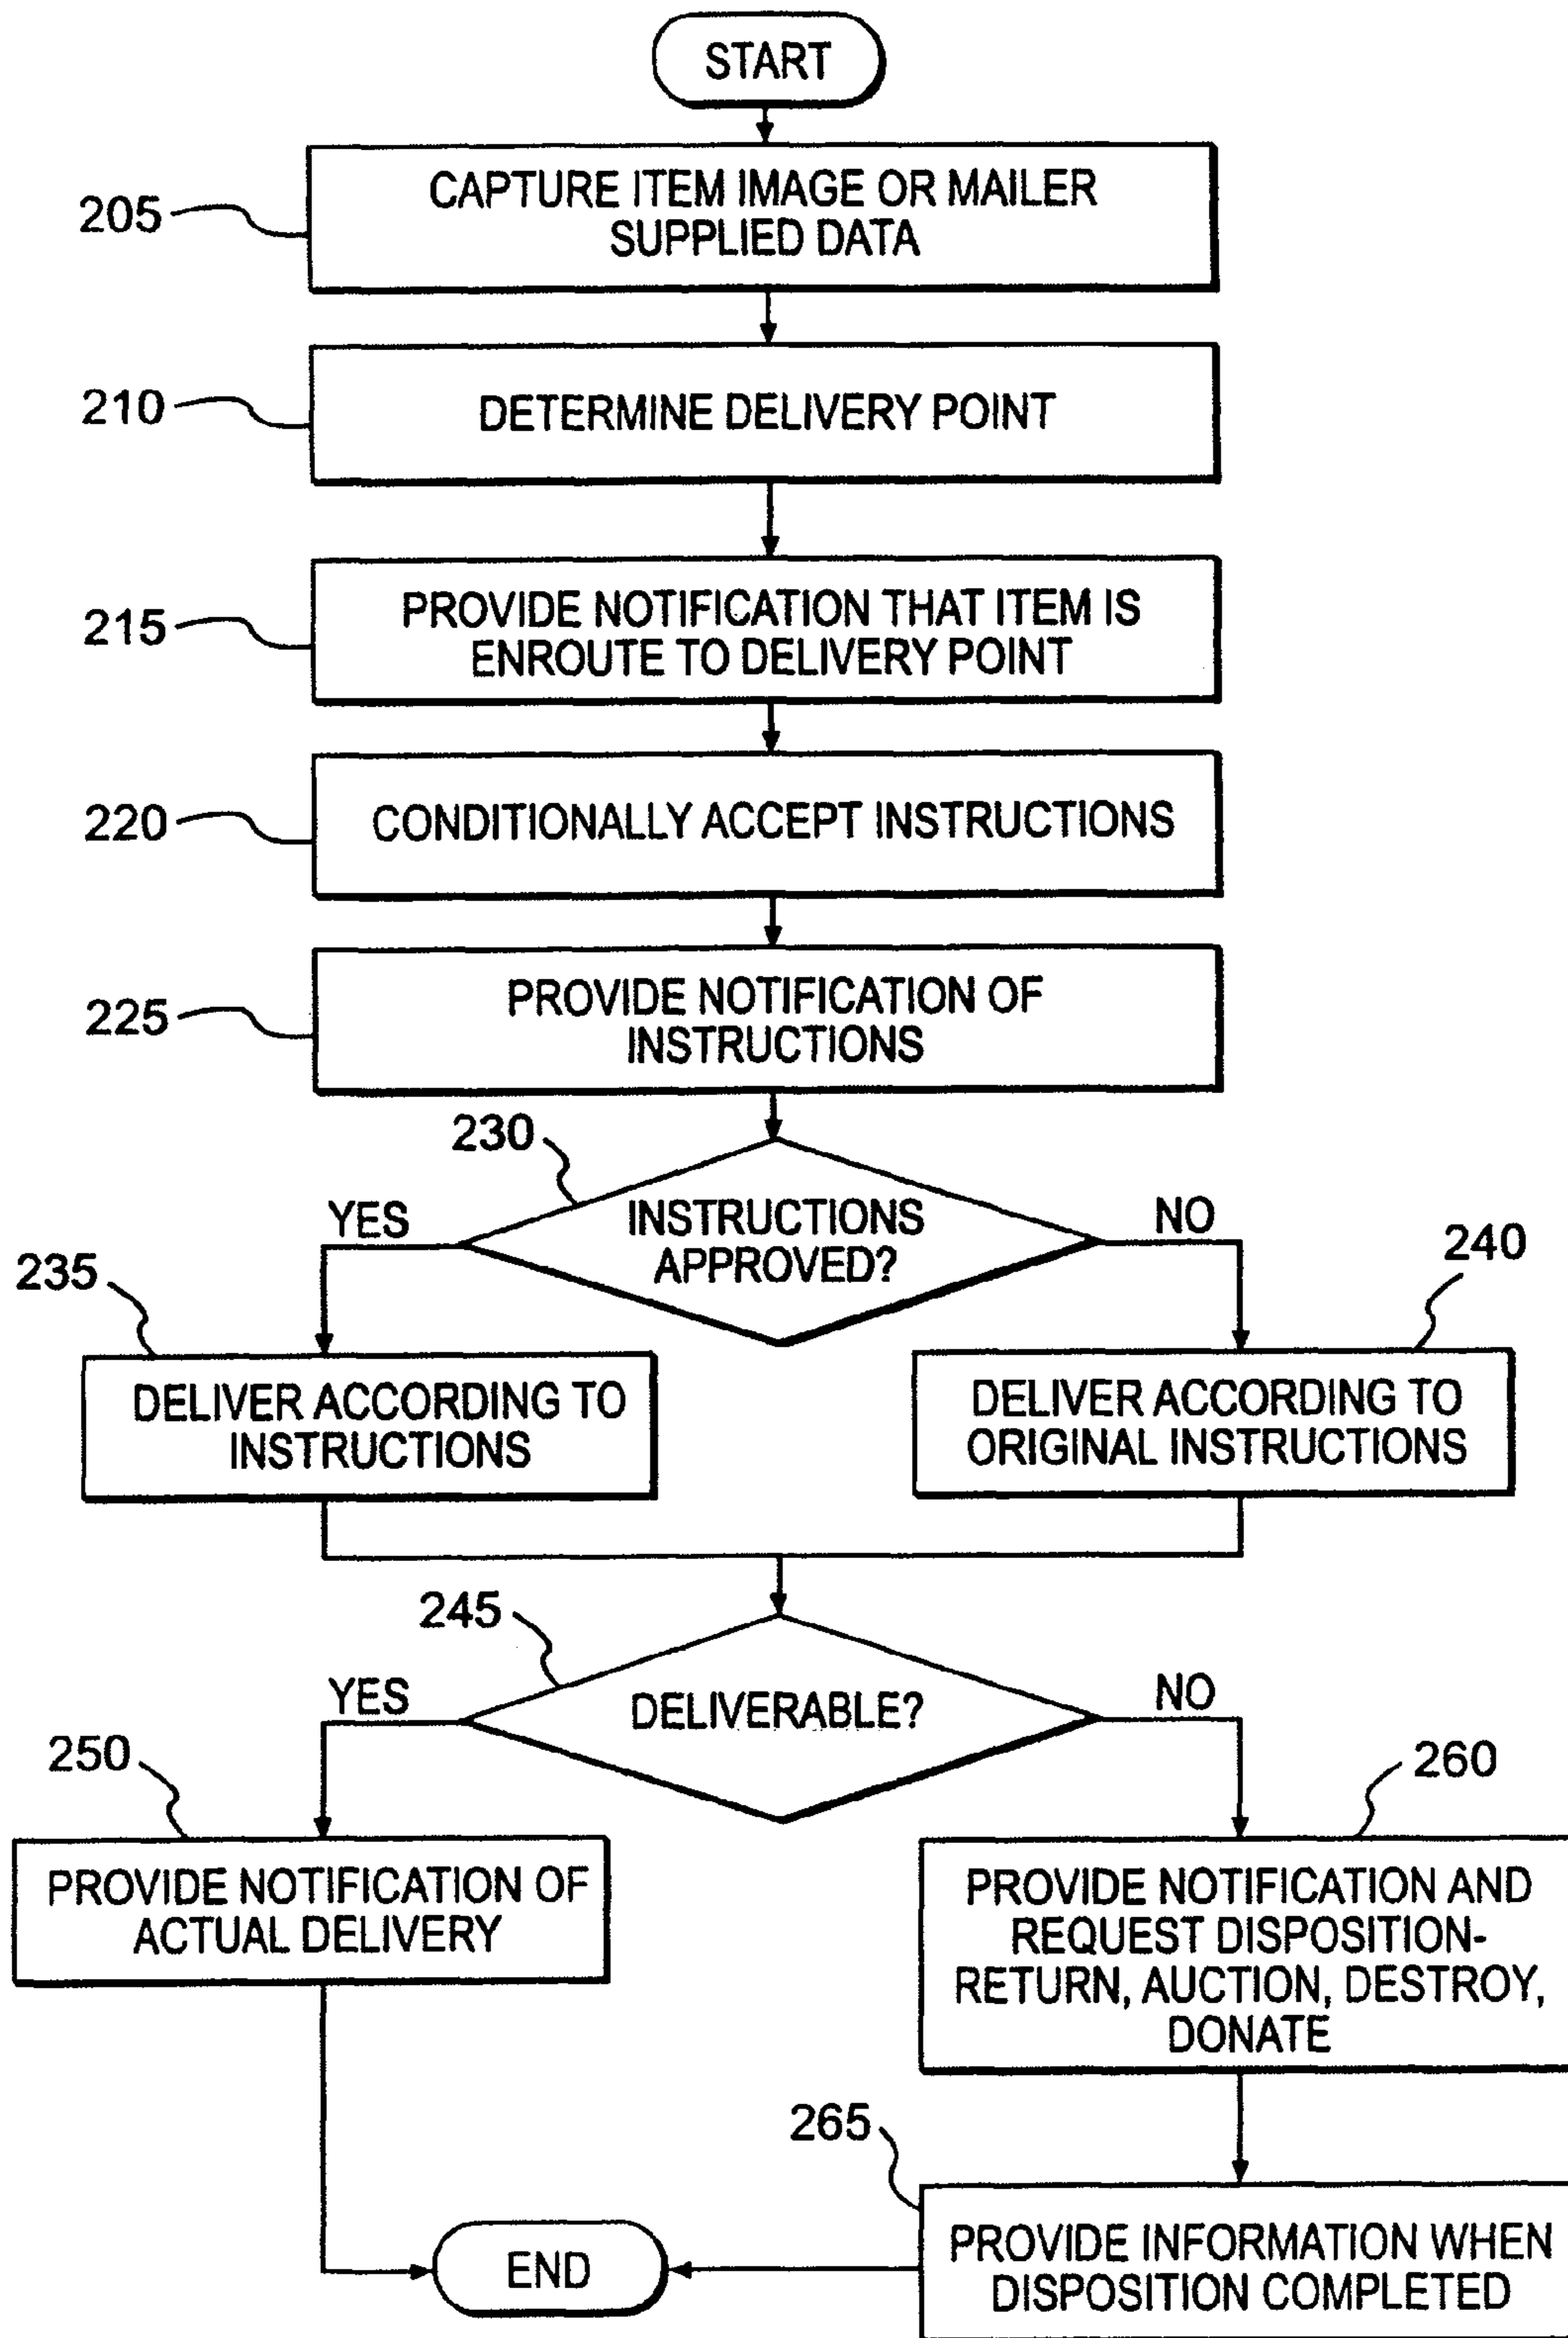 START
205
CAPTURE ITEM IMAGE OR MAILER
SUPPLIED DATA
210
DETERMINE DELIVERY POINT
215
PROVIDE NOTIFICATION THAT ITEM IS
ENROUTE TO DELIVERY POINT
220
CONDITIONALLY ACCEPT INSTRUCTIONS
225
PROVIDE NOTIFICATION OF
INSTRUCTIONS
230
INSTRUCTIONS
APPROVED?
YES
NO
235
DELIVER ACCORDING TO
INSTRUCTIONS
240
DELIVER ACCORDING TO
ORIGINAL INSTRUCTIONS
245
DELIVERABLE?
YES
NO
250
PROVIDE NOTIFICATION OF
ACTUAL DELIVERY
260
PROVIDE NOTIFICATION AND
REQUEST DISPOSITION-
RETURN, AUCTION, DESTROY,
DONATE
265
PROVIDE INFORMATION WHEN
DISPOSITION COMPLETED
END